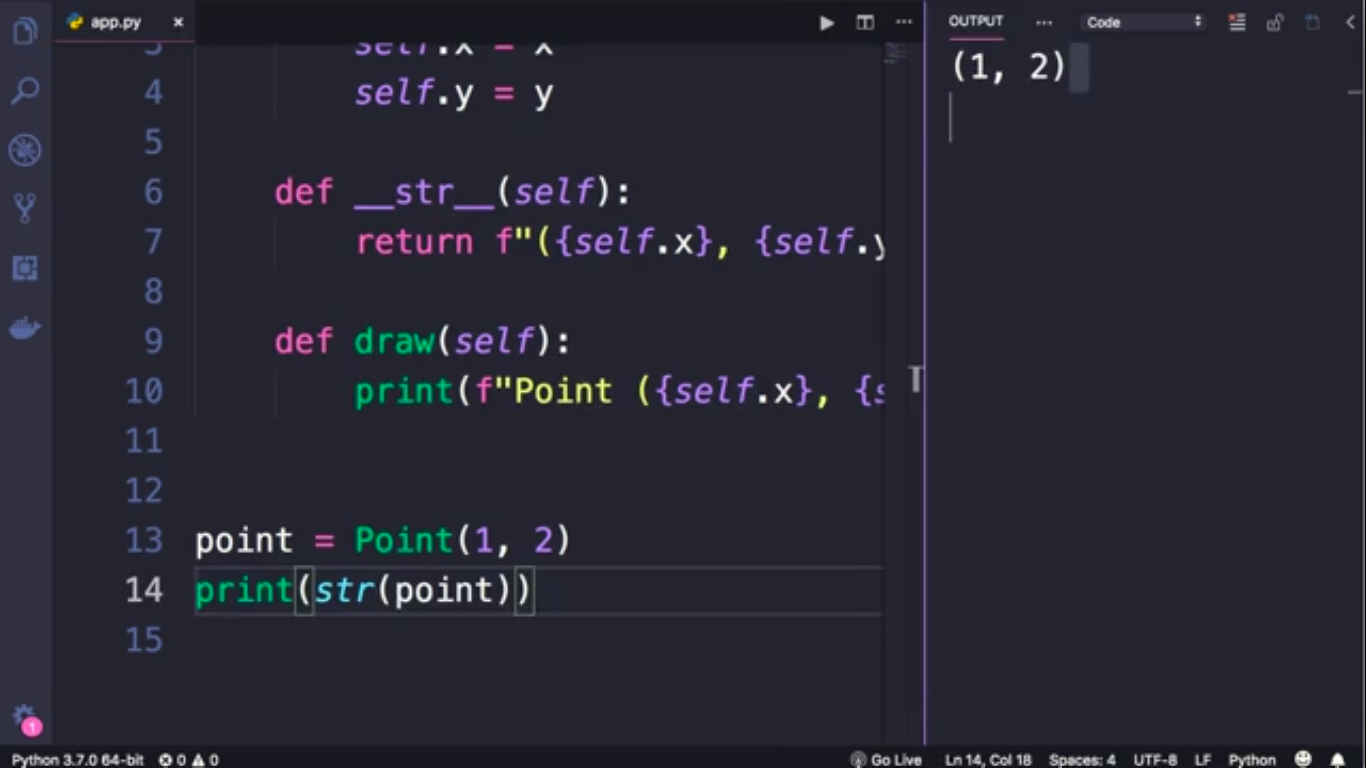 app.py
OUTPUT
Code
(1, 2)
3 self.x = x
4 self.y = y
5
6 def __str__(self):
7 return f"({self.x}, {self.y
8
9 def draw(self):
10 print(f"Point ({self.x}, {s
11
12
13 point = Point(1, 2)
14 print(str(point))
15
1
Python 3.7.0 64-bit 0 0 Go Live Ln 14, Col 18 Spaces: 4 UTF-8 LF Python